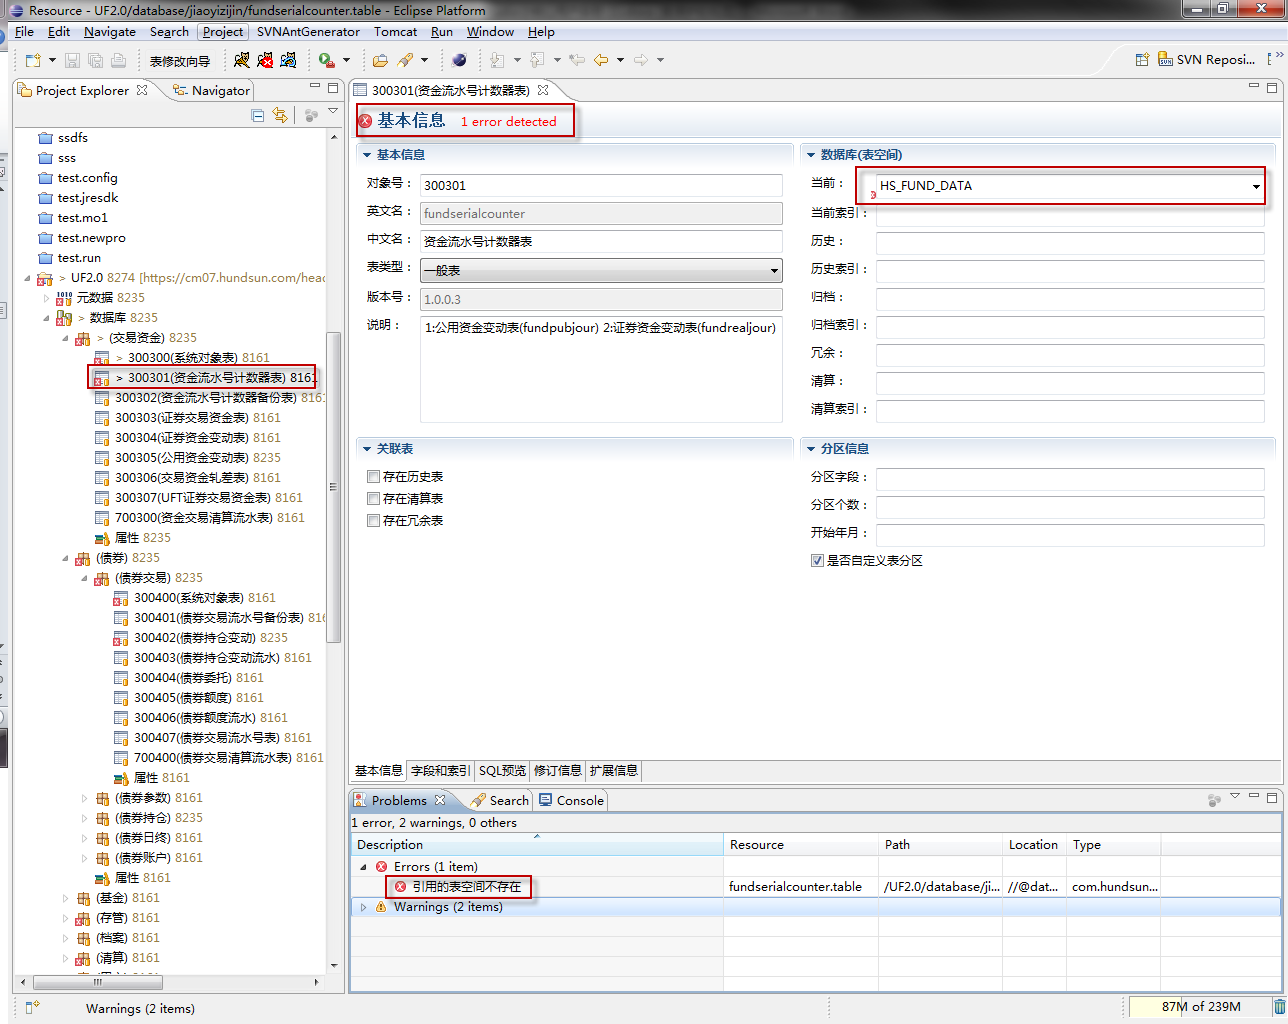 Resource - UF2.0/database/jiaoyizijin/fundserialcounter.table - Eclipse Platform
File Edit Navigate Search Project SVNAntGenerator Tomcat Run Window Help
表修改向导
SVN Reposi...
Project Explorer
Navigator
ssdfs
sss
test.config
test.jresdk
test.mo1
test.newpro
test.run
> UF2.0 8274 [https://cm07.hundsun.com/head
元数据 8235
> 数据库 8235
> (交易资金) 8235
> 300300(系统对象表) 8161
> 300301(资金流水号计数器表) 8161
300302(资金流水号计数器备份表) 8161
300303(证券交易资金表) 8161
300304(证券资金变动表) 8161
300305(公用资金变动表) 8235
300306(交易资金轧差表) 8161
300307(UFT证券交易资金表) 8161
700300(资金交易清算流水表) 8161
属性 8235
(债券) 8235
(债券交易) 8235
300400(系统对象表) 8161
300401(债券交易流水号备份表) 816
300402(债券持仓变动) 8235
300403(债券持仓变动流水) 8161
300404(债券委托) 8161
300405(债券额度) 8161
300406(债券额度流水) 8161
300407(债券交易流水号表) 8161
700400(债券交易清算流水表) 8161
属性 8161
(债券参数) 8161
(债券持仓) 8235
(债券日终) 8161
(债券账户) 8161
属性 8161
(基金) 8161
(存管) 8161
(档案) 8161
(清算) 8161
300301(资金流水号计数器表)
基本信息 1 error detected
基本信息
对象号： 300301
英文名： fundserialcounter
中文名： 资金流水号计数器表
表类型： 一般表
版本号： 1.0.0.3
说明： 1:公用资金变动表(fundpubjour) 2:证券资金变动表(fundrealjour)
数据库(表空间)
当前： HS_FUND_DATA
当前索引：
历史：
历史索引：
归档：
归档索引：
冗余：
清算：
清算索引：
关联表
存在历史表
存在清算表
存在冗余表
分区信息
分区字段：
分区个数：
开始年月：
是否自定义表分区
基本信息 字段和索引 SQL预览 修订信息 扩展信息
Problems Search Console
1 error, 2 warnings, 0 others
Description Resource Path Location Type
Errors (1 item)
引用的表空间不存在 fundserialcounter.table /UF2.0/database/ji... //@dat... com.hundsun...
Warnings (2 items)
Warnings (2 items)
87M of 239M